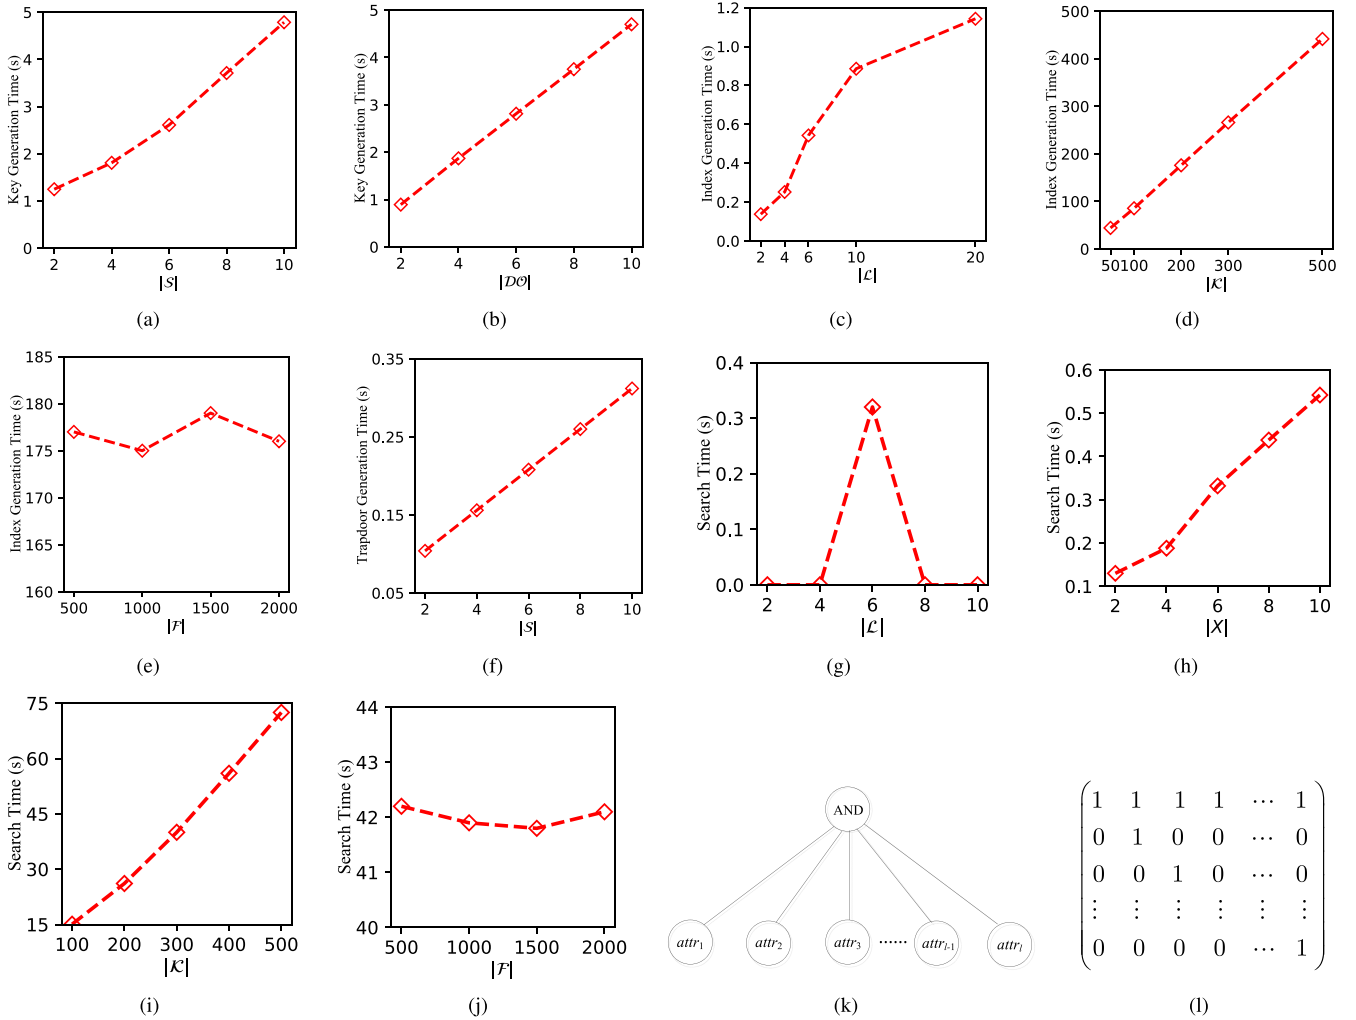 Key Generation Time (s)
5
4
3
2
1
0
2 4 6 8 10
|S|
(a)
Key Generation Time (s)
5
4
3
2
1
0
2 4 6 8 10
|DO|
(b)
Index Generation Time (s)
1.2
1.0
0.8
0.6
0.4
0.2
0.0
2 4 6 10 20
|L|
(c)
Index Generation Time (s)
500
400
300
200
100
0
50 100 200 300 500
|K|
(d)
Index Generation Time (s)
185
180
175
170
165
160
500 1000 1500 2000
|F|
(e)
Trapdoor Generation Time (s)
0.35
0.25
0.15
0.05
2 4 6 8 10
|S|
(f)
Search Time (s)
0.4
0.3
0.2
0.1
0.0
2 4 6 8 10
|L|
(g)
Search Time (s)
0.6
0.5
0.4
0.3
0.2
0.1
2 4 6 8 10
|X|
(h)
Search Time (s)
75
60
45
30
15
100 200 300 400 500
|K|
(i)
Search Time (s)
44
43
42
41
40
500 1000 1500 2000
|F|
(j)
AND
attr1 attr2 attr3 ...... attrl-1 attrl
(k)
1 1 1 1 ⋯ 1
0 1 0 0 ⋯ 0
0 0 1 0 ⋯ 0
⋮ ⋮ ⋮ ⋮ ⋮ ⋮
0 0 0 0 ⋯ 1
(l)